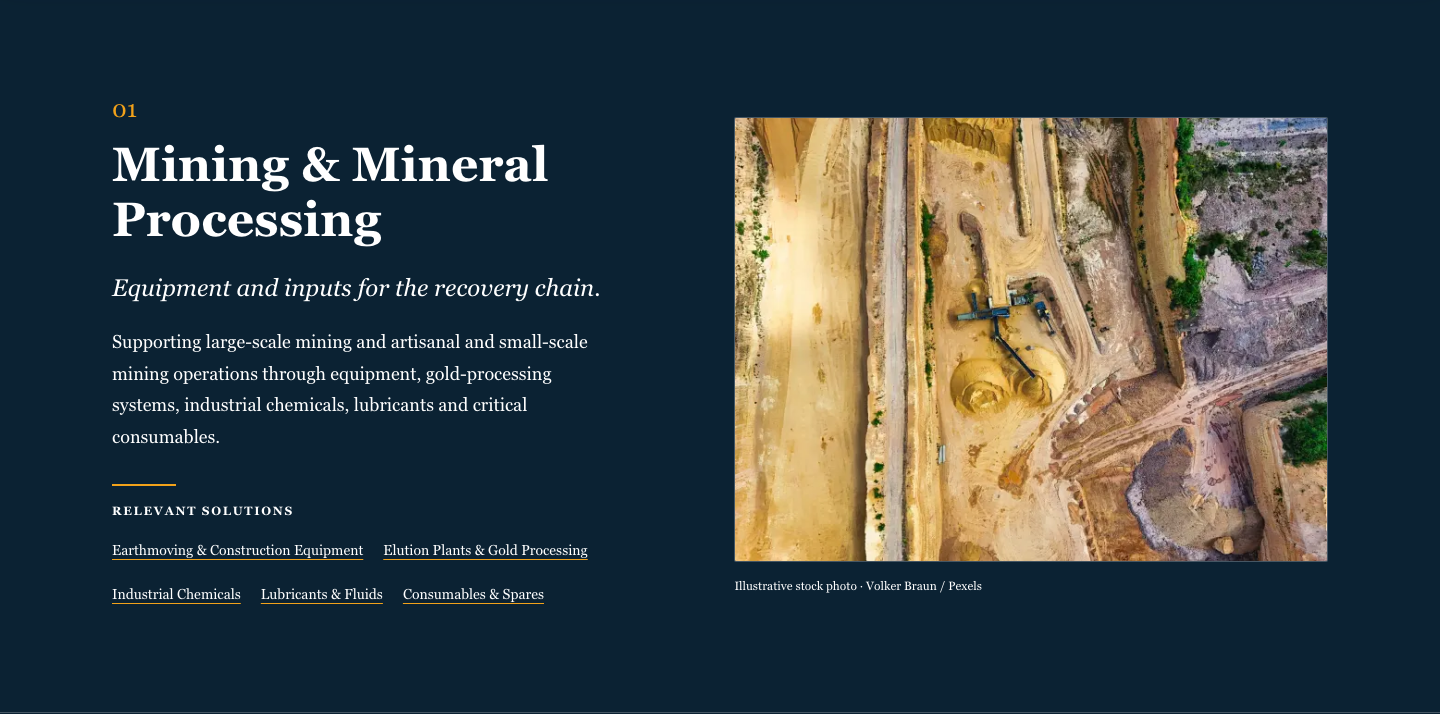 01
Mining & Mineral
Processing
Equipment and inputs for the recovery chain.
Supporting large-scale mining and artisanal and small-scale
mining operations through equipment, gold-processing
systems, industrial chemicals, lubricants and critical
consumables.
RELEVANT SOLUTIONS
Earthmoving & Construction Equipment Elution Plants & Gold Processing
Industrial Chemicals Lubricants & Fluids Consumables & Spares
Illustrative stock photo · Volker Braun / Pexels